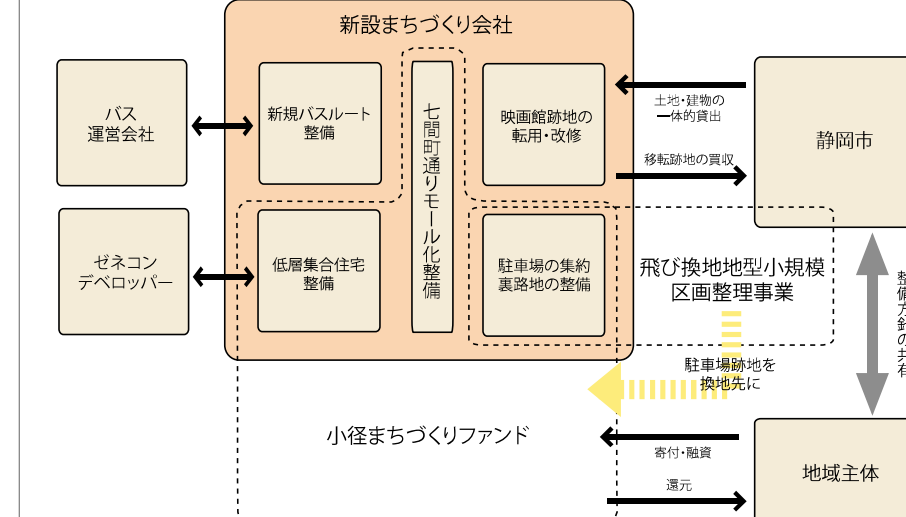 新設まちづくり会社
バス
運営会社
新規バスルート
整備
七間町通りモール化整備
映画館跡地の
転用・改修
土地・建物の
一体的貸出
移転跡地の買収
静岡市
ゼネコン
デベロッパー
低層集合住宅
整備
駐車場の集約
裏路地の整備
飛び換地地型小規模
区画整理事業
整備方針の共有
駐車場跡地を
換地先に
小径まちづくりファンド
寄付・融資
還元
地域主体